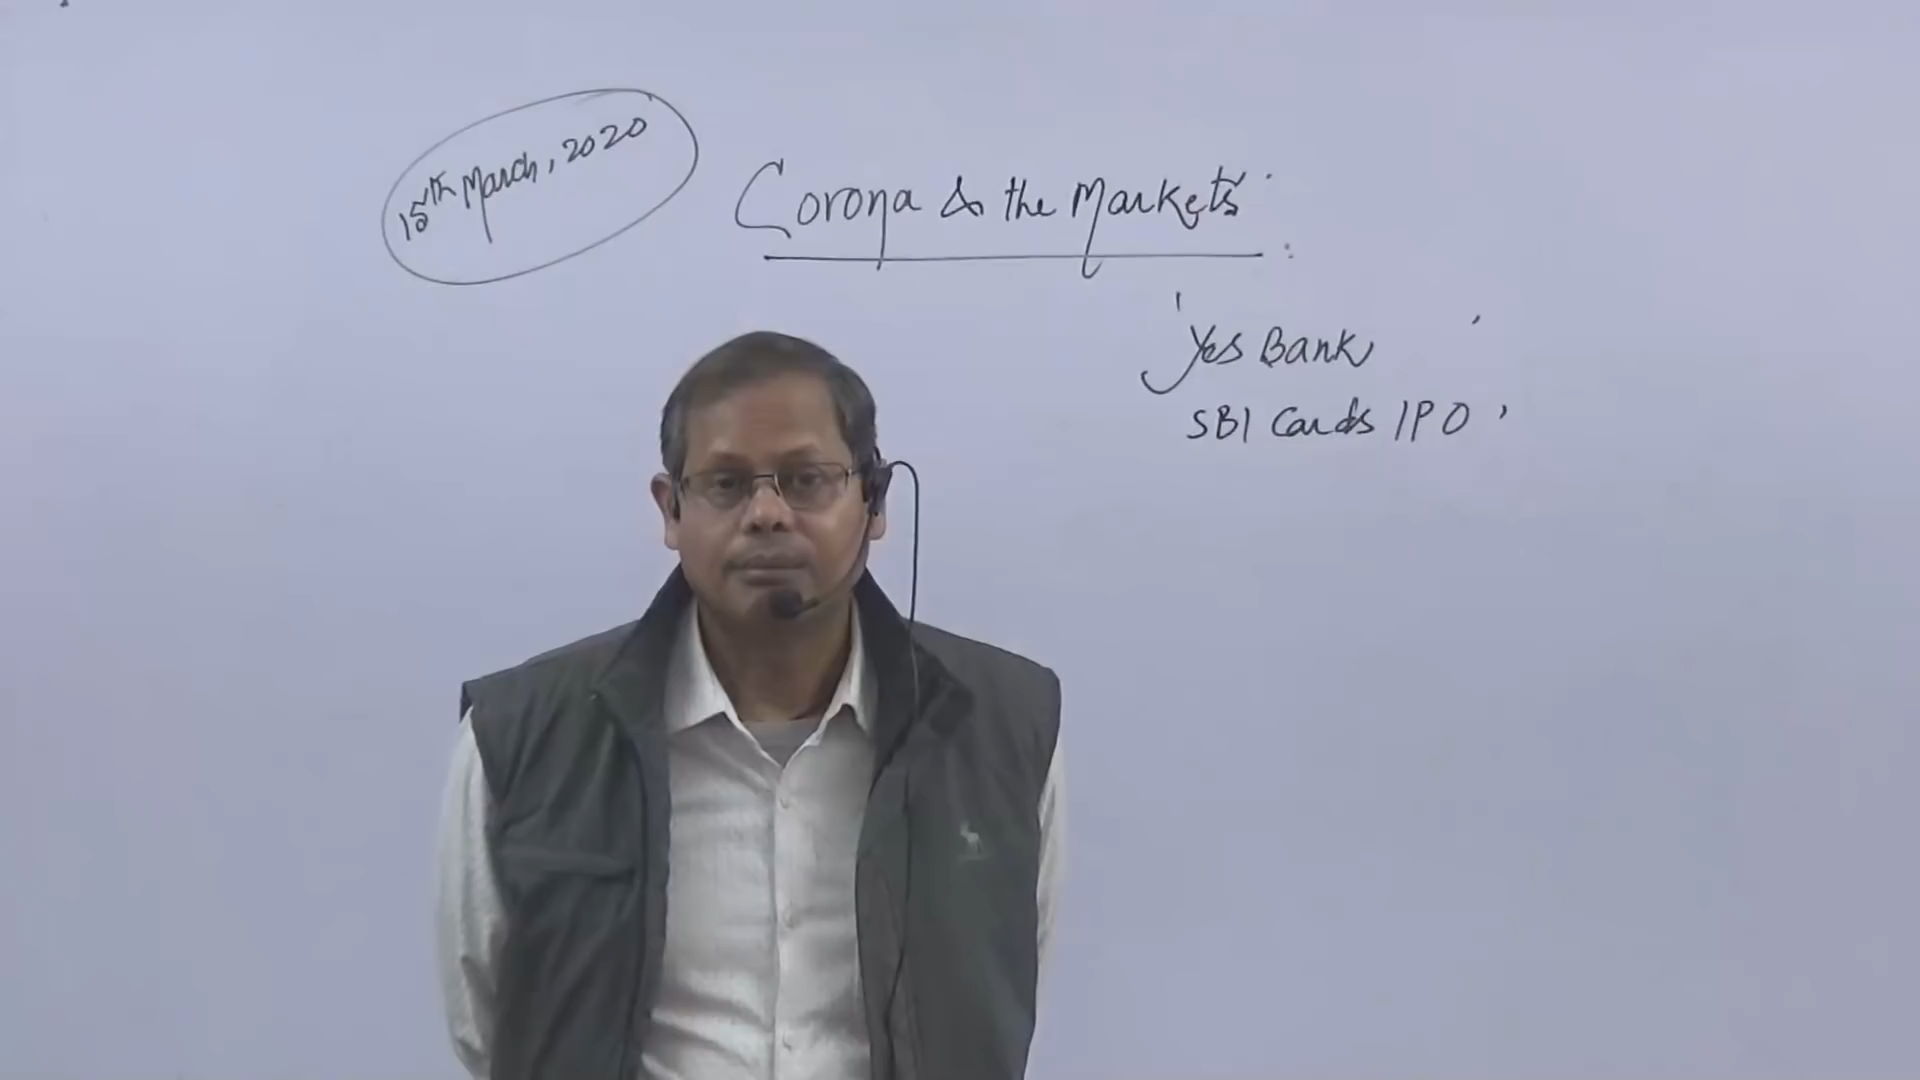 15th March, 2020
Corona & the Markets
Yes Bank
SBI Cards IPO